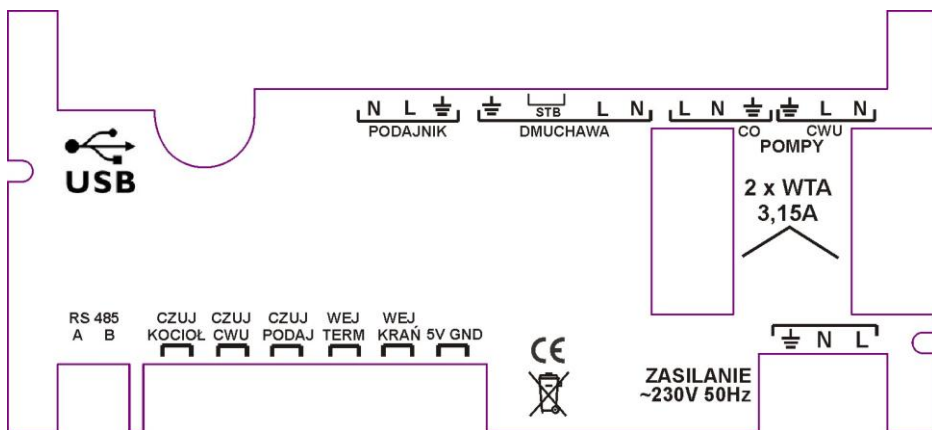 N L
PODAJNIK
STB L N
DMUCHAWA
L N L N
CO CWU
POMPY
USB
2 x WTA
3,15A
RS 485
A B
CZUJ
KOCIOŁ
CZUJ
CWU
CZUJ
PODAJ
WEJ
TERM
WEJ
KRAŃ
5V GND
CE
N L
ZASILANIE
~230V 50Hz